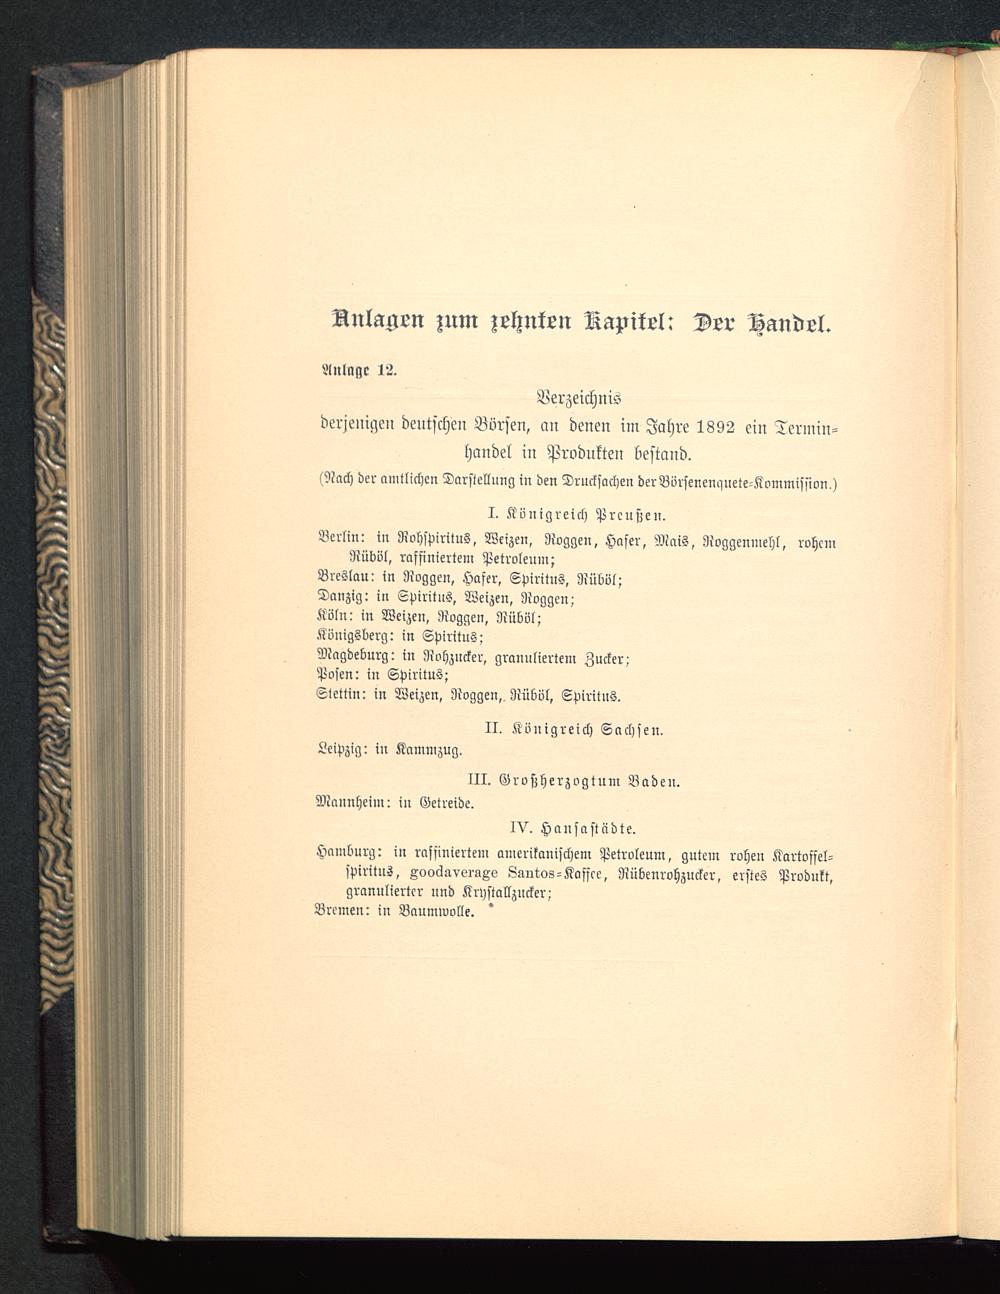 Anlagen zum zehnten Kapitel: Der Handel.
Anlage 12.
Verzeichnis
derjenigen deutschen Börsen, an denen im Jahre 1892 ein Termin-
handel in Produkten bestand.
(Nach der amtlichen Darstellung in den Drucksachen der Börsenenquete-Kommission.)
I. Königreich Preußen.
Berlin: in Rohspiritus, Weizen, Roggen, Hafer, Mais, Roggenmehl, rohem
Rüböl, raffiniertem Petroleum;
Breslau: in Roggen, Hafer, Spiritus, Rüböl;
Danzig: in Spiritus, Weizen, Roggen;
Köln: in Weizen, Roggen, Rüböl;
Königsberg: in Spiritus;
Magdeburg: in Rohzucker, granuliertem Zucker;
Posen: in Spiritus;
Stettin: in Weizen, Roggen, Rüböl, Spiritus.
II. Königreich Sachsen.
Leipzig: in Kammzug.
III. Großherzogtum Baden.
Mannheim: in Getreide.
IV. Hansastädte.
Hamburg: in raffiniertem amerikanischem Petroleum, gutem rohen Kartoffel-
spiritus, goodaverage Santos-Kaffee, Rübenrohzucker, erstes Produkt,
granulierter und Krystallzucker;
Bremen: in Baumwolle.